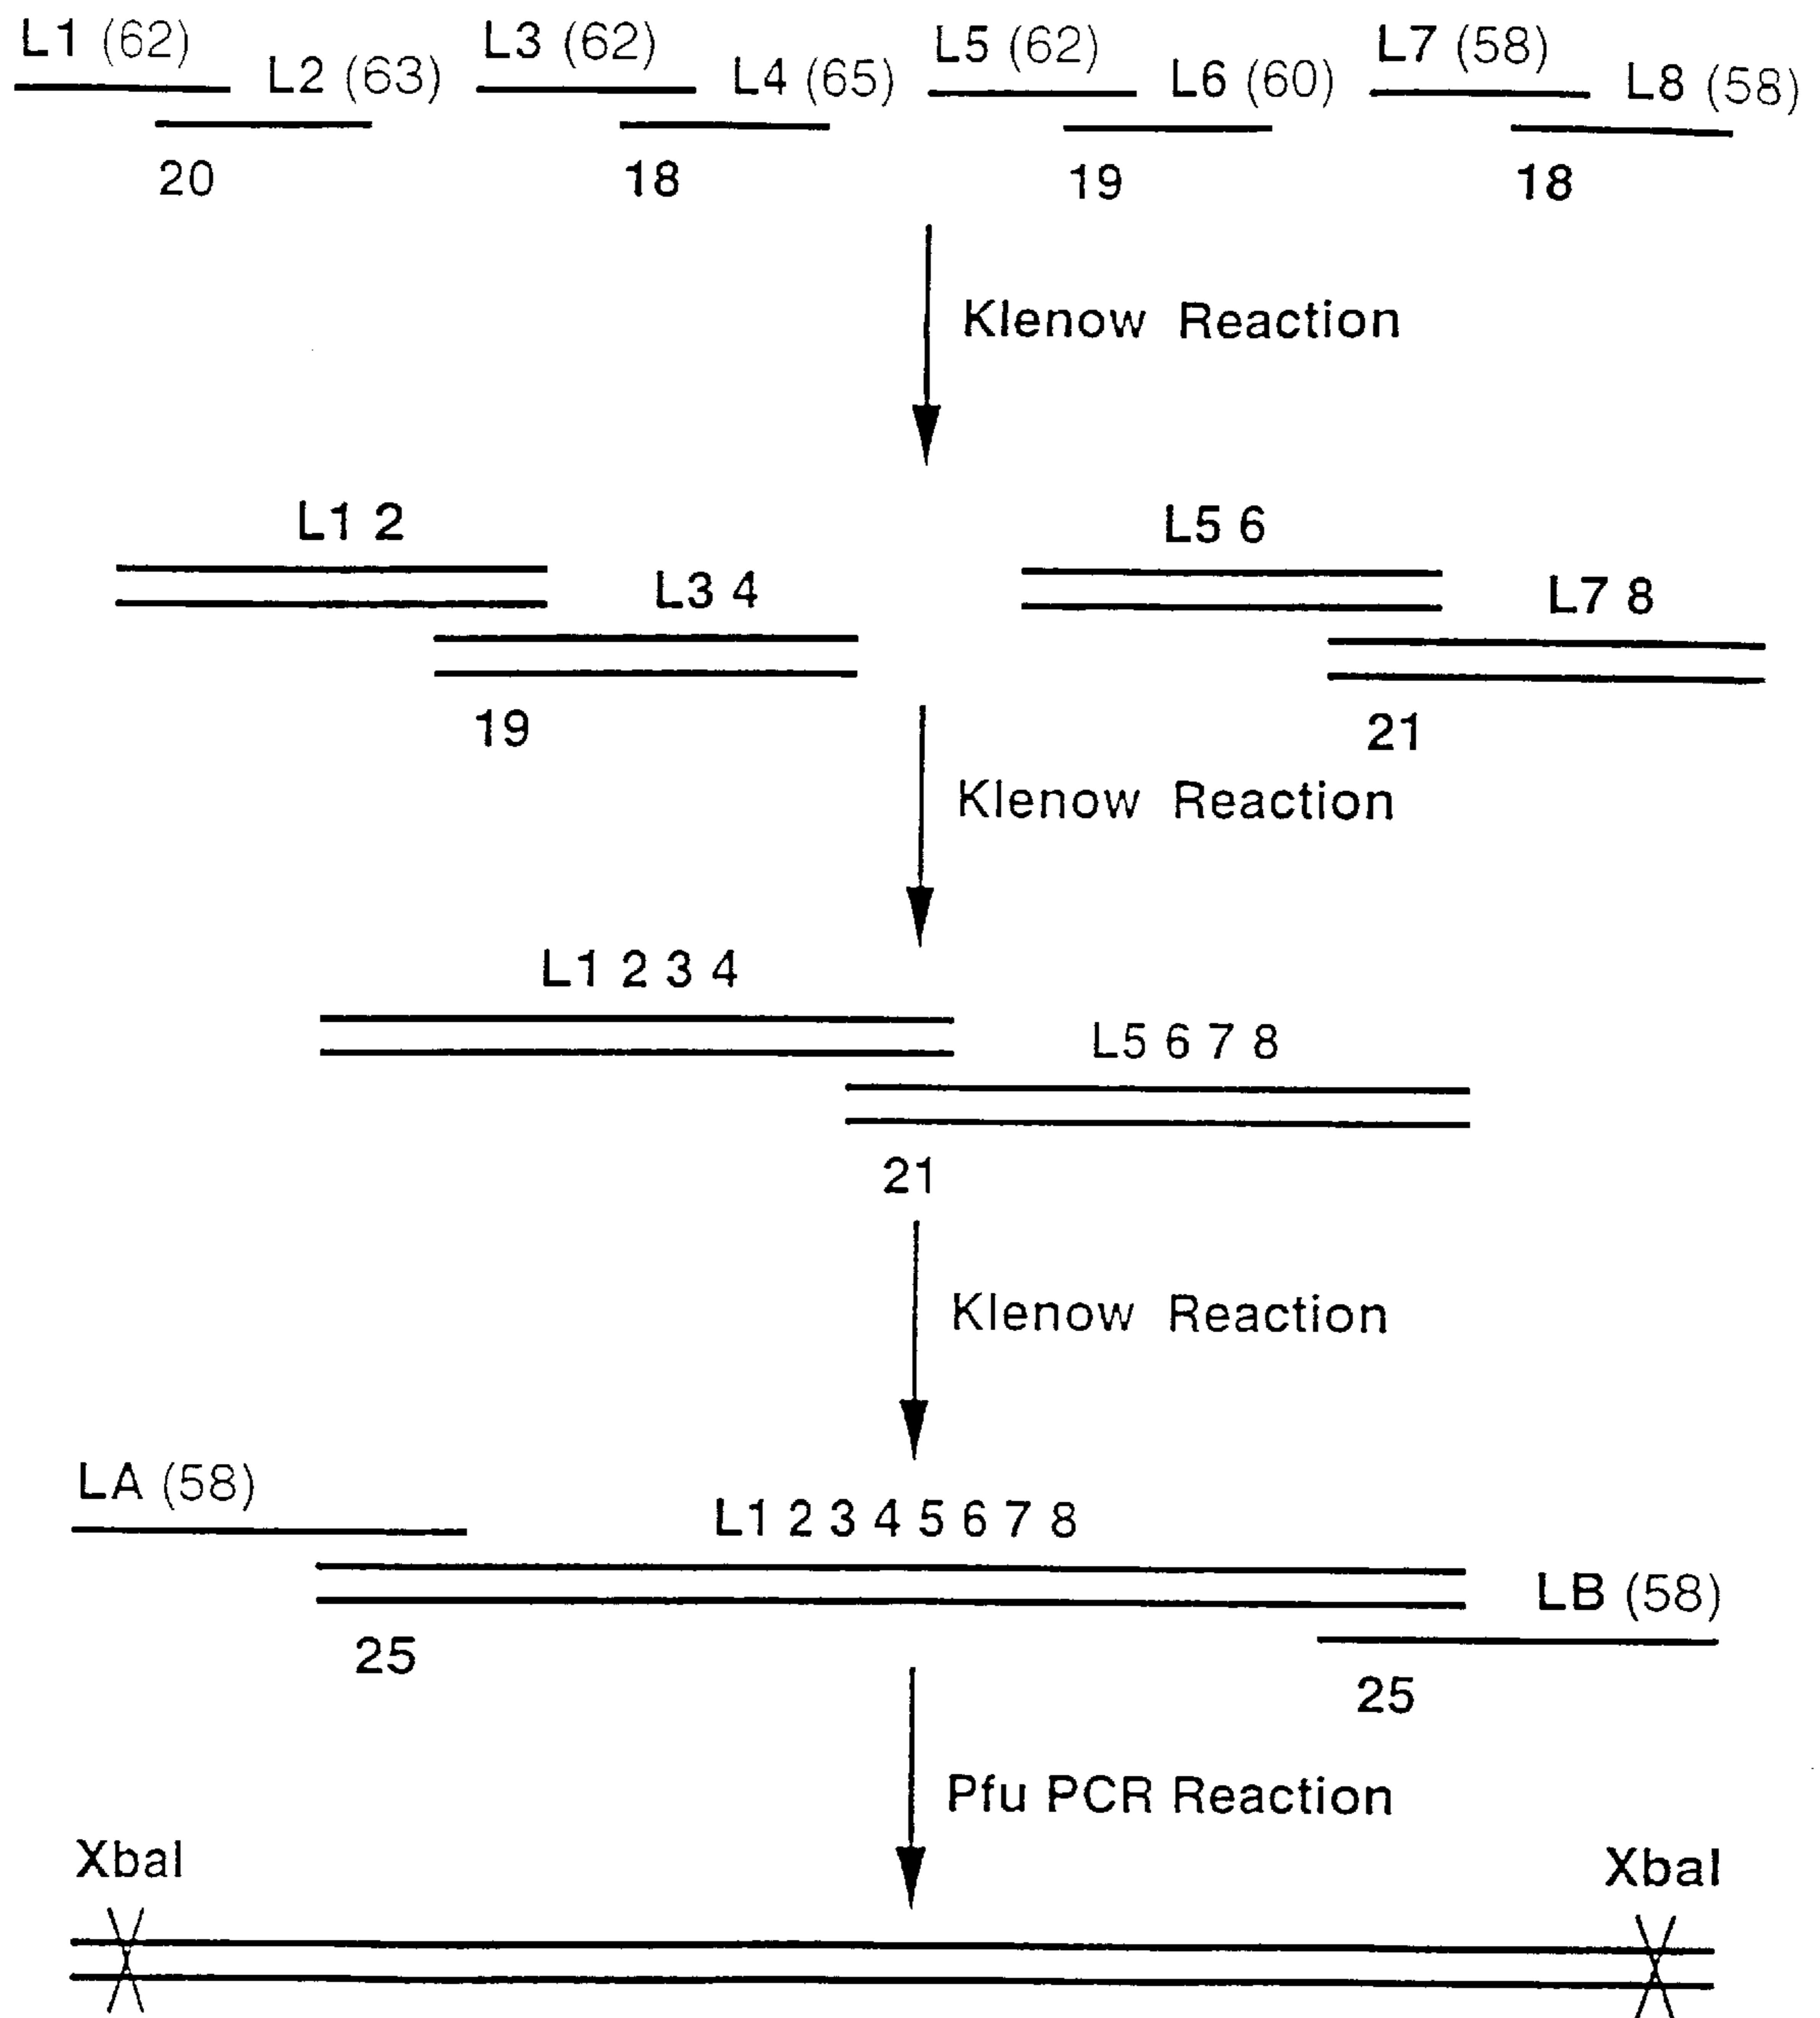 L1 (62) L2 (63) L3 (62) L4 (65) L5 (62) L6 (60) L7 (58) L8 (58)
20 18 19 18
Klenow Reaction
L1 2 L5 6
L3 4 L7 8
19 21
Klenow Reaction
L1 2 3 4
L5 6 7 8
21
Klenow Reaction
LA (58)
L1 2 3 4 5 6 7 8
LB (58)
25
25
Pfu PCR Reaction
XbaI XbaI